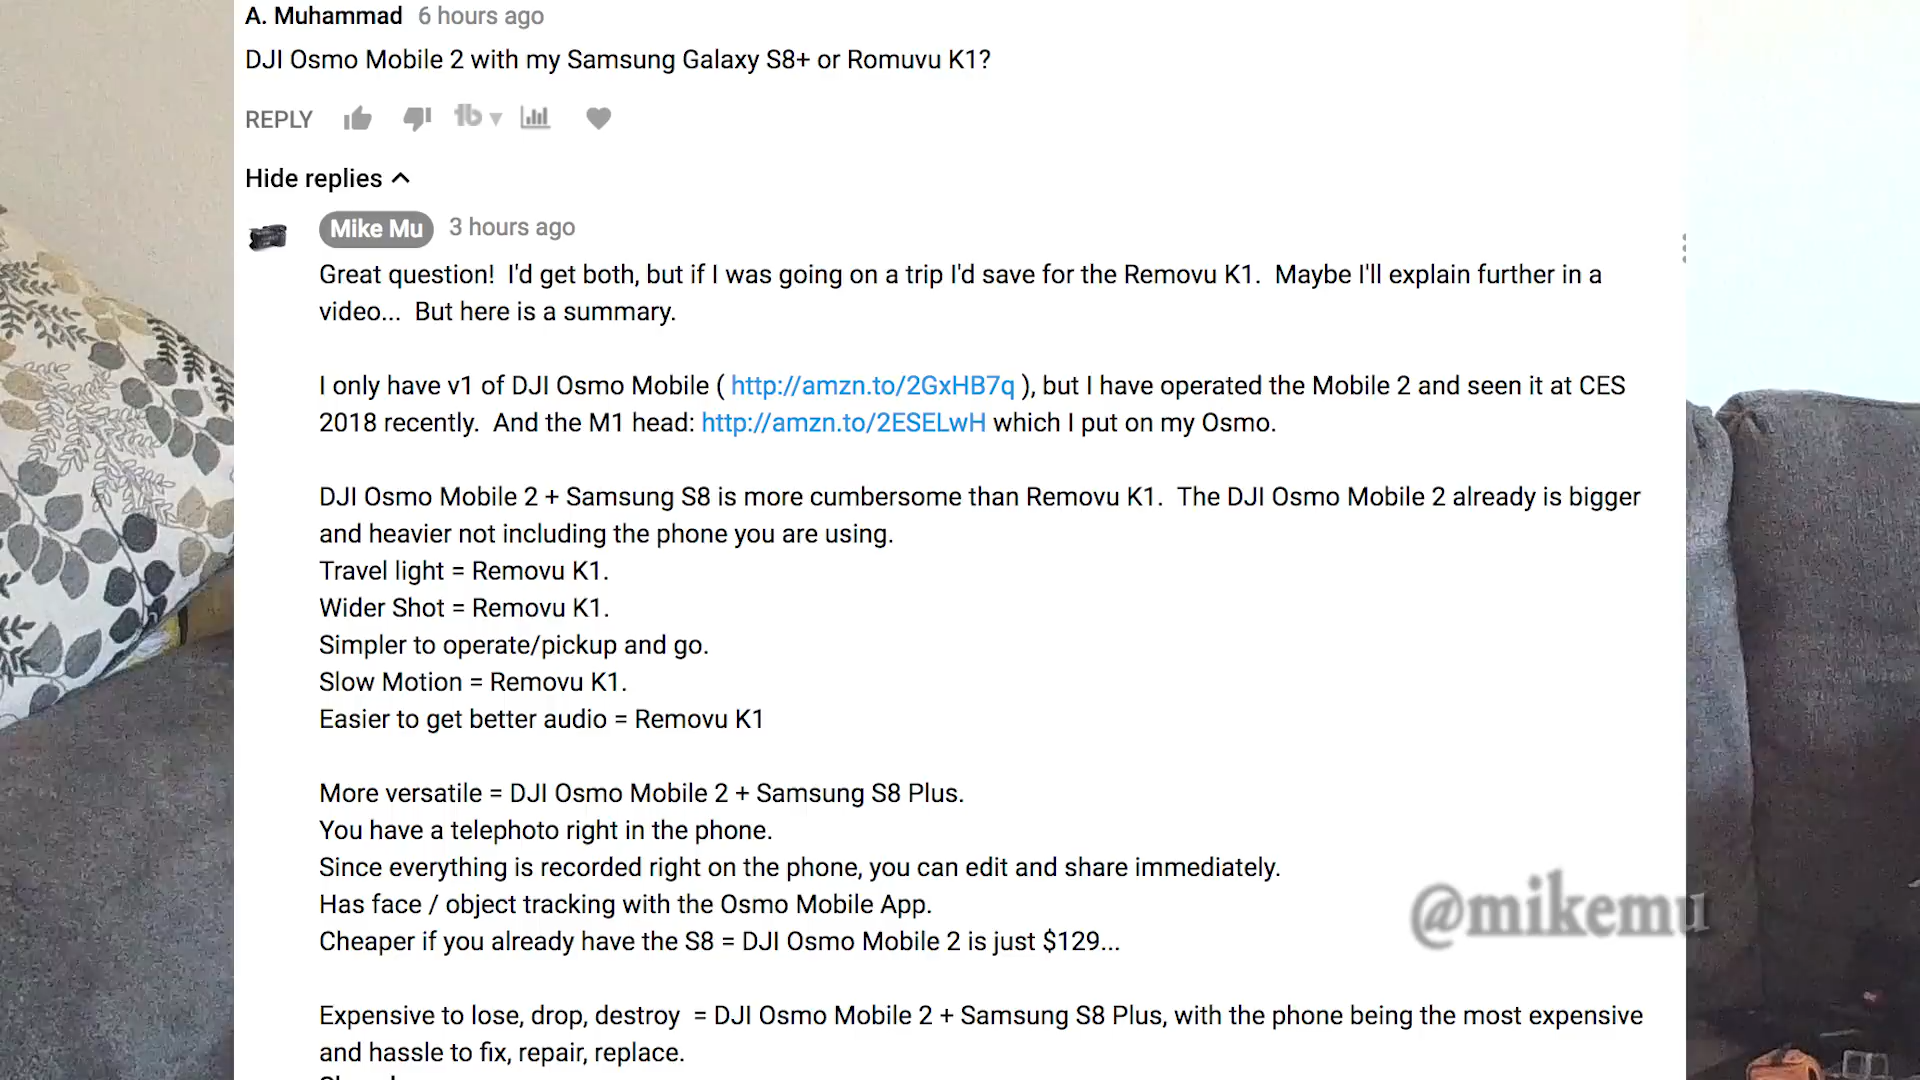 A. Muhammad 6 hours ago
DJI Osmo Mobile 2 with my Samsung Galaxy S8+ or Romuvu K1?
REPLY
Hide replies
Mike Mu 3 hours ago
Great question! I'd get both, but if I was going on a trip I'd save for the Removu K1. Maybe I'll explain further in a
video... But here is a summary.
I only have v1 of DJI Osmo Mobile ( http://amzn.to/2GxHB7q ), but I have operated the Mobile 2 and seen it at CES
2018 recently. And the M1 head: http://amzn.to/2ESELwH which I put on my Osmo.
DJI Osmo Mobile 2 + Samsung S8 is more cumbersome than Removu K1. The DJI Osmo Mobile 2 already is bigger
and heavier not including the phone you are using.
Travel light = Removu K1.
Wider Shot = Removu K1.
Simpler to operate/pickup and go.
Slow Motion = Removu K1.
Easier to get better audio = Removu K1
More versatile = DJI Osmo Mobile 2 + Samsung S8 Plus.
You have a telephoto right in the phone.
Since everything is recorded right on the phone, you can edit and share immediately.
Has face / object tracking with the Osmo Mobile App.
@mikemu
Cheaper if you already have the S8 = DJI Osmo Mobile 2 is just $129...
Expensive to lose, drop, destroy = DJI Osmo Mobile 2 + Samsung S8 Plus, with the phone being the most expensive
and hassle to fix, repair, replace.